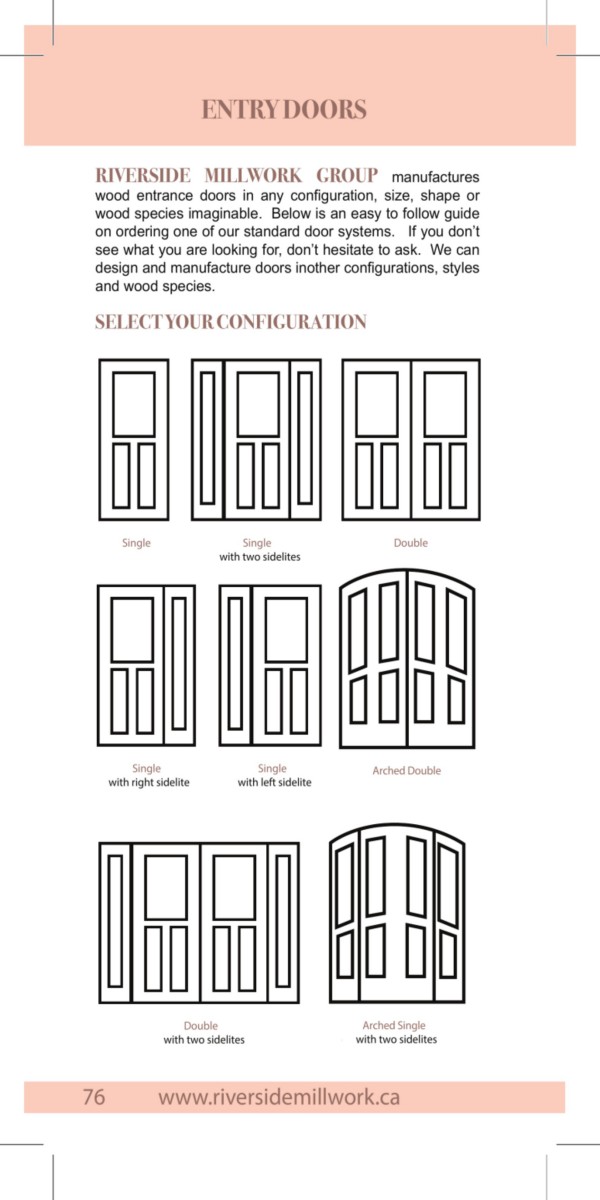 ENTRY DOORS
RIVERSIDE MILLWORK GROUP manufactures
wood entrance doors in any configuration, size, shape or
wood species imaginable. Below is an easy to follow guide
on ordering one of our standard door systems. If you don't
see what you are looking for, don't hesitate to ask. We can
design and manufacture doors inother configurations, styles
and wood species.
SELECT YOUR CONFIGURATION
Single
Single
with two sidelites
Double
Single
with right sidelite
Single
with left sidelite
Arched Double
Double
with two sidelites
Arched Single
with two sidelites
76 www.riversidemillwork.ca